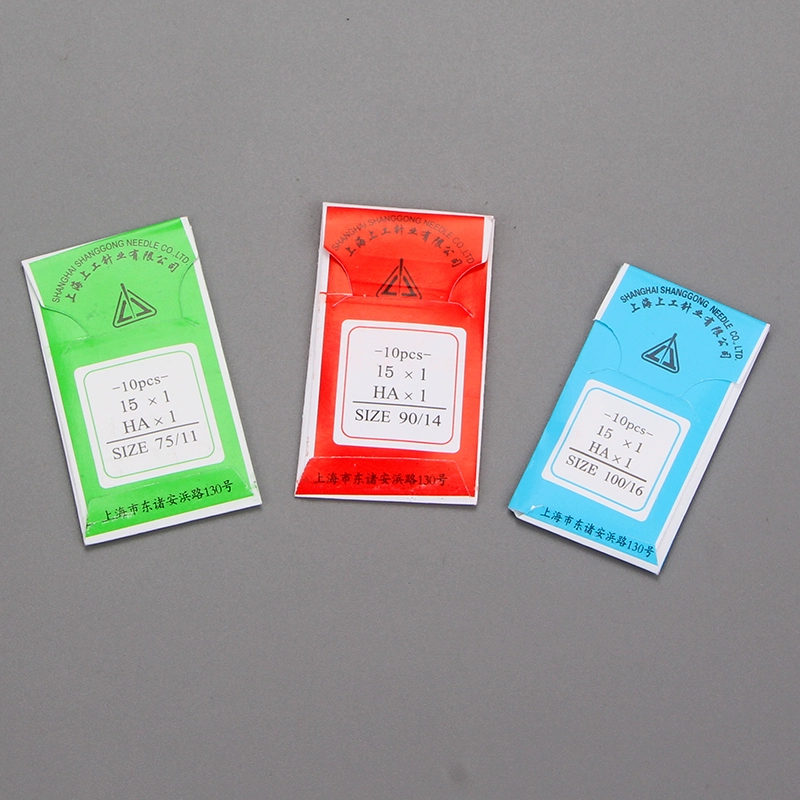 SHANGHAI SHANGGONG NEEDLE CO.,LTD
上海上工针业有限公司
-10pcs-
15 × 1
HA × 1
SIZE 75/11
上海市东诸安浜路130号
SHANGHAI SHANGGONG NEEDLE CO.,LTD
上海上工针业有限公司
-10pcs-
15 × 1
HA × 1
SIZE 90/14
上海市东诸安浜路130号
SHANGHAI SHANGGONG NEEDLE CO.,LTD
上海上工针业有限公司
-10pcs-
15 × 1
HA × 1
SIZE 100/16
上海市东诸安浜路130号